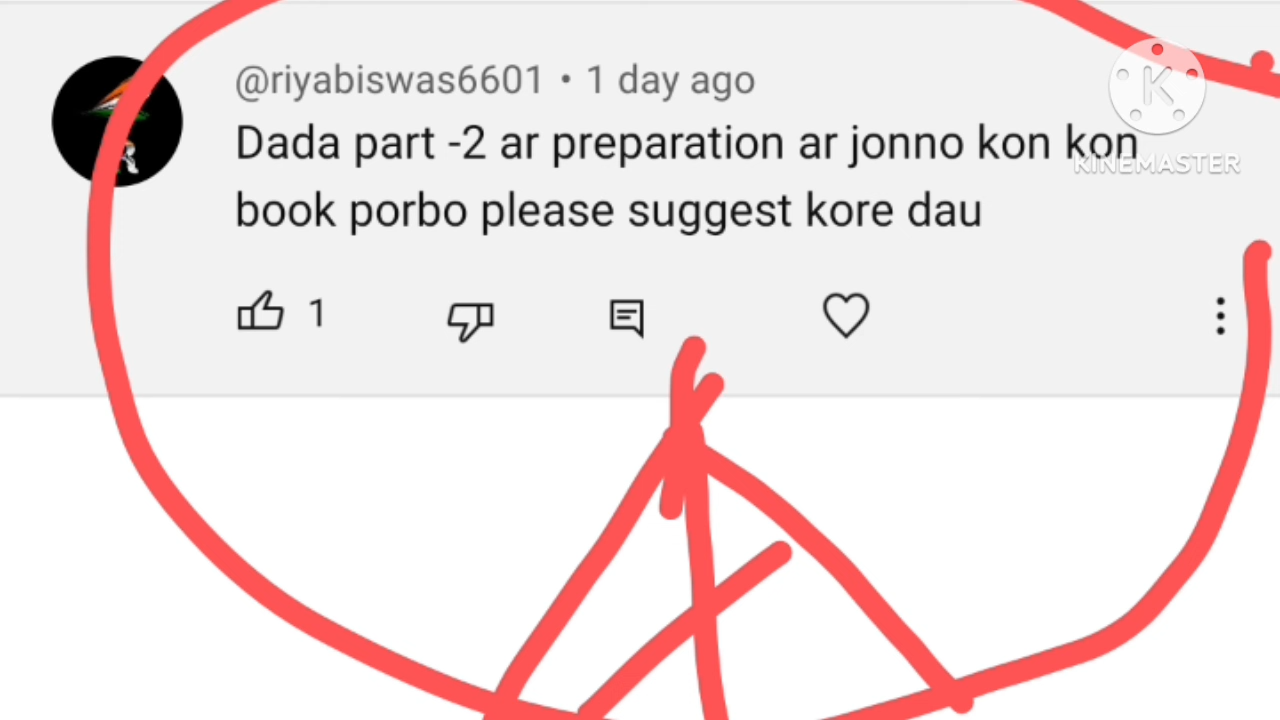 @riyabiswas6601 • 1 day ago
Dada part -2 ar preparation ar jonno kon kon
book porbo please suggest kore dau
1
K
KINEMASTER